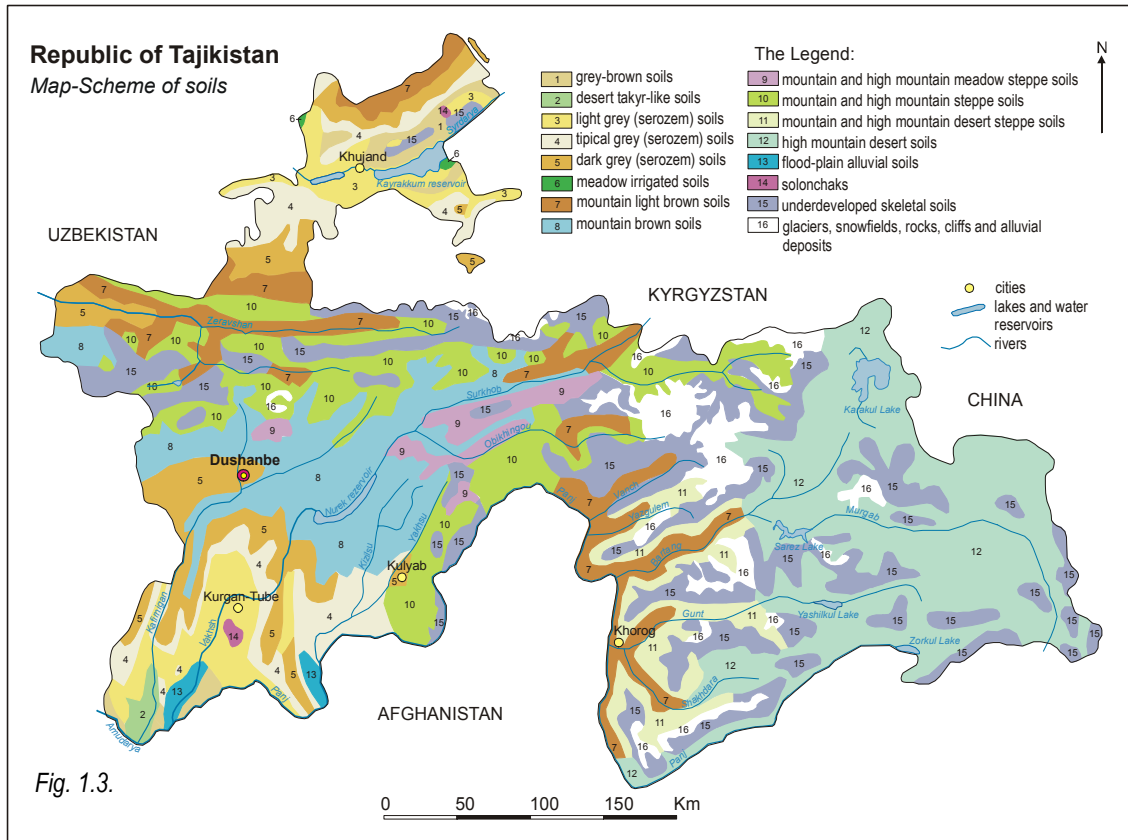 Republic of Tajikistan
Map-Scheme of soils
The Legend:
1 grey-brown soils
2 desert takyr-like soils
3 light grey (serozem) soils
4 tipical grey (serozem) soils
5 dark grey (serozem) soils
6 meadow irrigated soils
7 mountain light brown soils
8 mountain brown soils
9 mountain and high mountain meadow steppe soils
10 mountain and high mountain steppe soils
11 mountain and high mountain desert steppe soils
12 high mountain desert soils
13 flood-plain alluvial soils
14 solonchaks
15 underdeveloped skeletal soils
16 glaciers, snowfields, rocks, cliffs and alluvial
deposits
cities
lakes and water
reservoirs
rivers
N
UZBEKISTAN
KYRGYZSTAN
CHINA
AFGHANISTAN
Khujand
Syrdarya
Kayrakkum reservoir
Zeravzhan
Surkhob
Obikhingou
Dushanbe
Nurek rezervoir
Kafirnigan
Vakhsh
Kizilsu
Yakhsu
Kulyab
Kurgan-Tube
Panj
Amudarya
Panj
Vanch
Yazgulem
Bartang
Karakul Lake
Murgab
Sarez Lake
Gunt
Yashilkul Lake
Zorkul Lake
Khorog
Shakhdara
Panj
Fig. 1.3.
0 50 100 150 Km